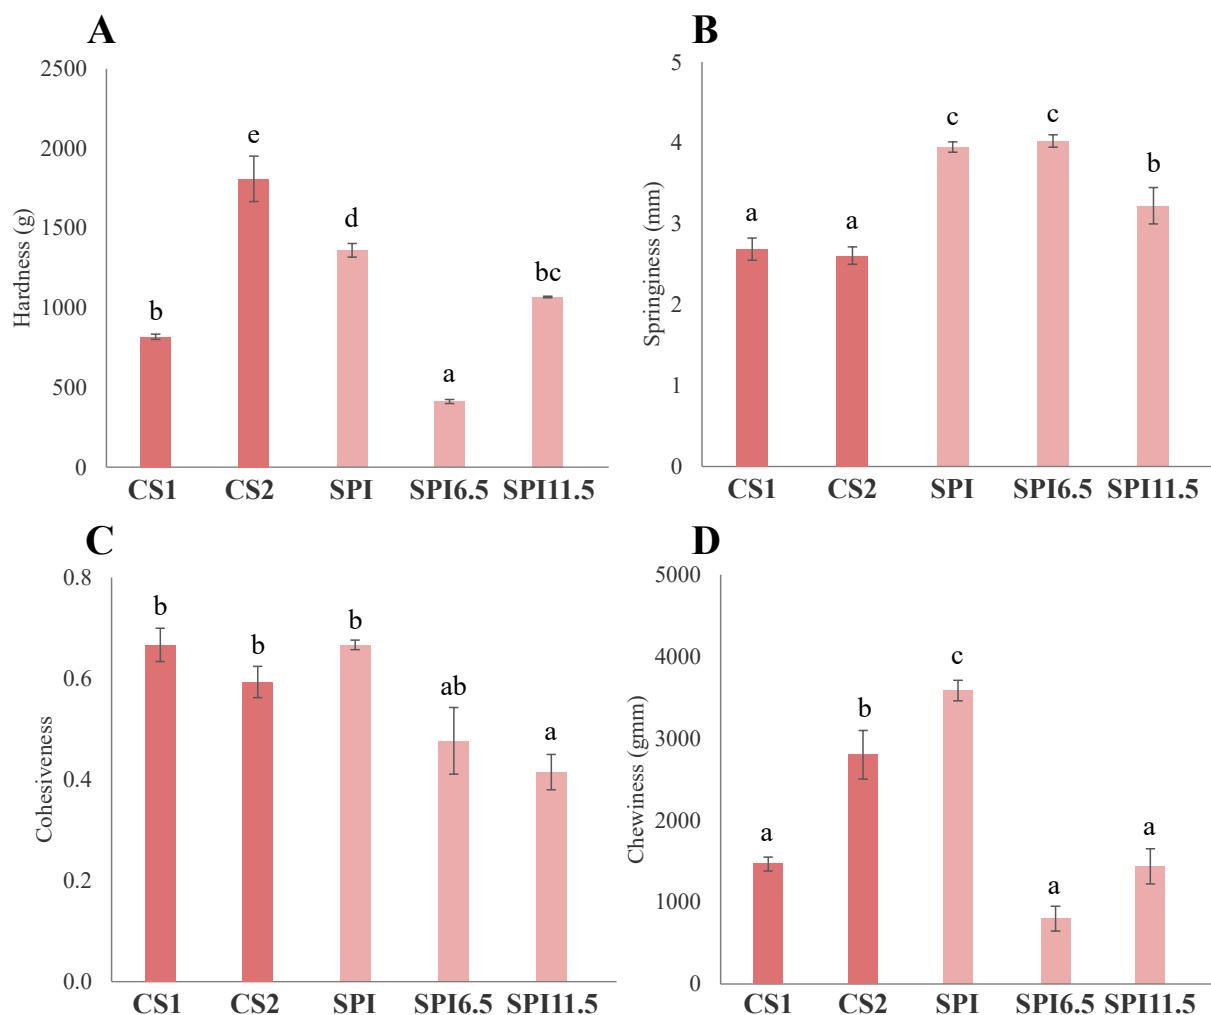 A
Hardness (g)
2500
2000
1500
1000
500
0
b
e
d
a
bc
CS1 CS2 SPI SPI6.5 SPI11.5
B
Springiness (mm)
5
4
3
2
1
0
a
a
c
c
b
CS1 CS2 SPI SPI6.5 SPI11.5
C
Cohesiveness
0.8
0.6
0.4
0.2
0.0
b
b
b
ab
a
CS1 CS2 SPI SPI6.5 SPI11.5
D
Chewiness (gmm)
5000
4000
3000
2000
1000
0
a
b
c
a
a
CS1 CS2 SPI SPI6.5 SPI11.5